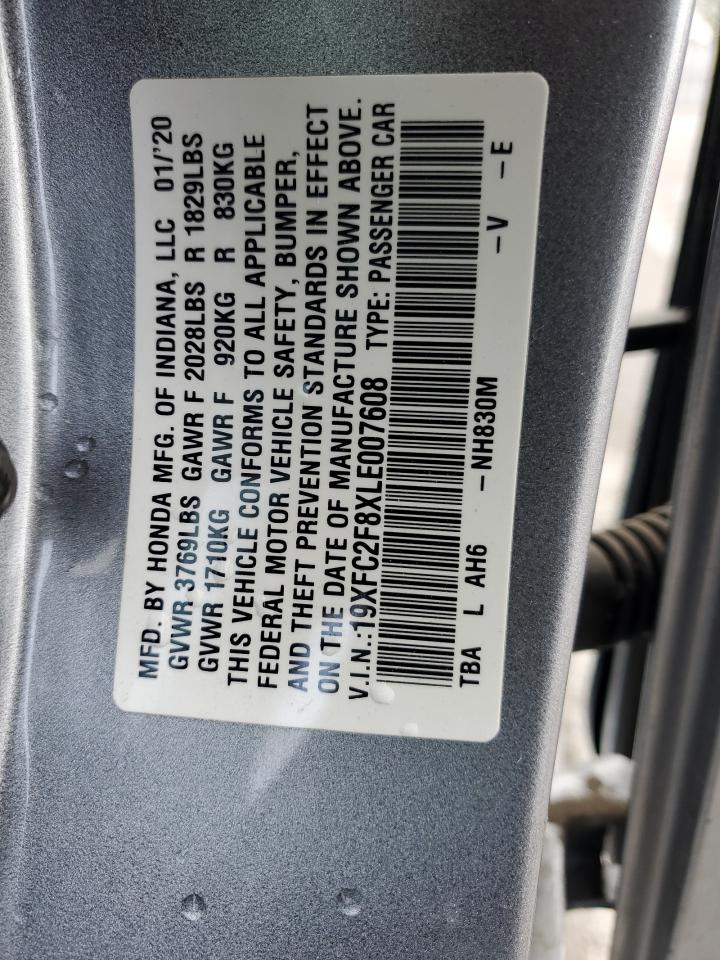 MFD. BY HONDA MFG. OF INDIANA, LLC 01/'20
GVWR 3769LBS GAWR F 2028LBS R 1829LBS
GVWR 1710KG GAWR F 920KG R 830KG
THIS VEHICLE CONFORMS TO ALL APPLICABLE
FEDERAL MOTOR VEHICLE SAFETY, BUMPER,
AND THEFT PREVENTION STANDARDS IN EFFECT
ON THE DATE OF MANUFACTURE SHOWN ABOVE.
V.I.N.:19XFC2F8XLE007608 TYPE: PASSENGER CAR
TBA L AH6 -NH830M -V -E